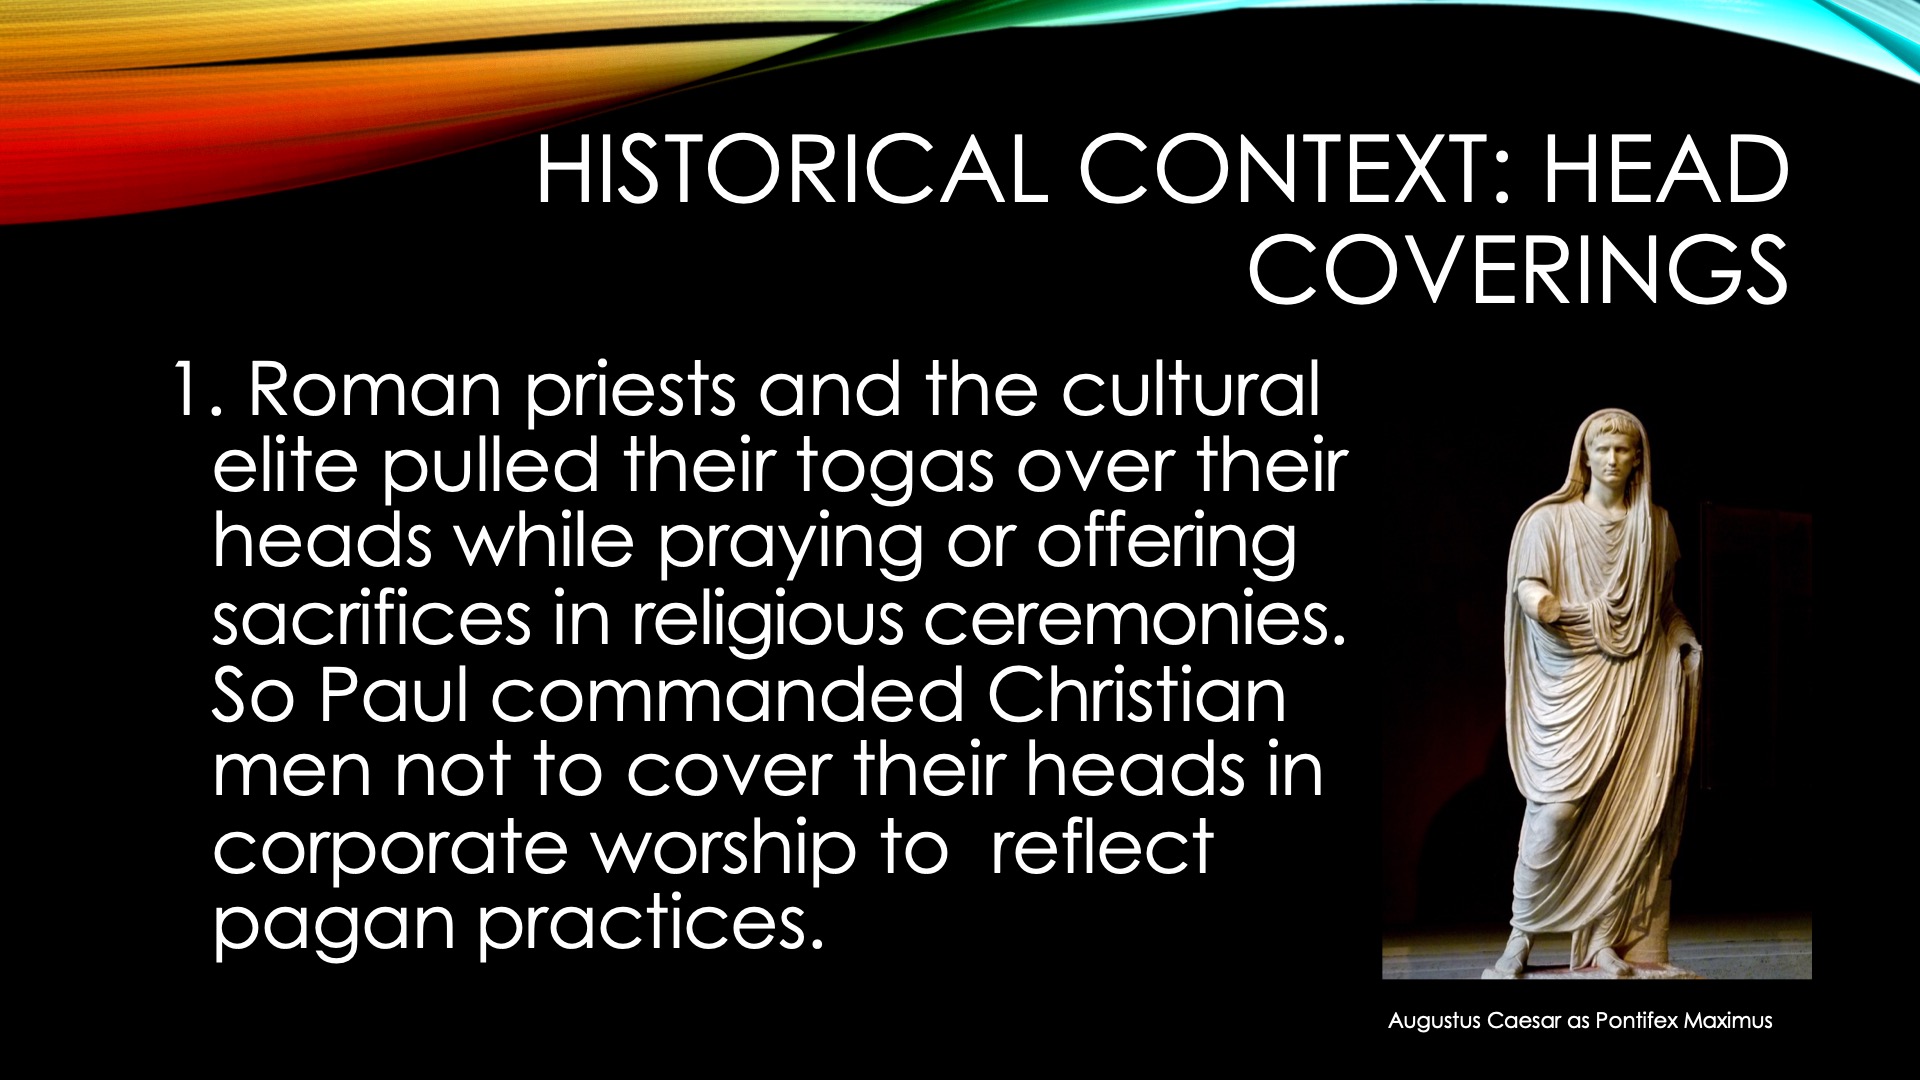 HISTORICAL CONTEXT: HEAD
COVERINGS
1. Roman priests and the cultural
elite pulled their togas over their
heads while praying or offering
sacrifices in religious ceremonies.
So Paul commanded Christian
men not to cover their heads in
corporate worship to  reflect
pagan practices.
Augustus Caesar as Pontifex Maximus